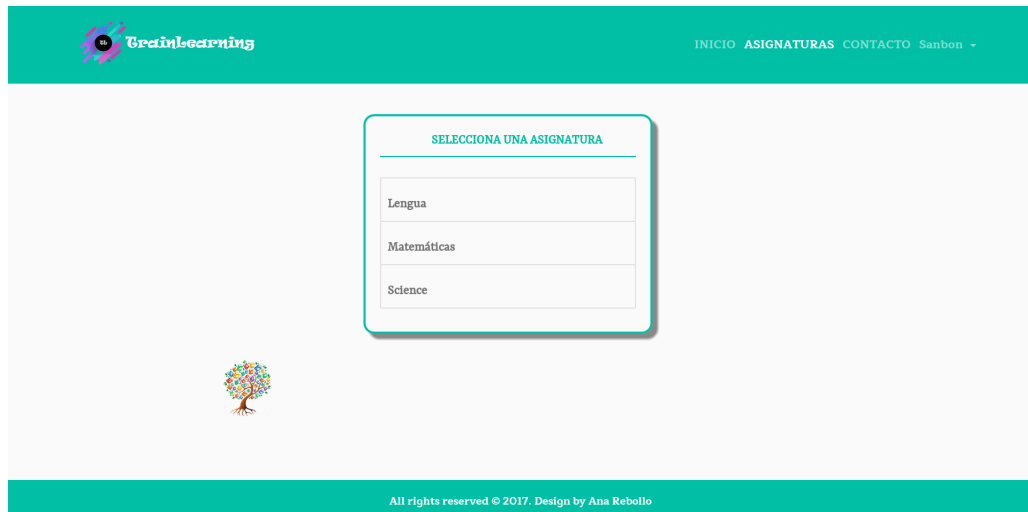 TrainLearning
INICIO ASIGNATURAS CONTACTO Sanbon
SELECCIONA UNA ASIGNATURA
Lengua
Matemáticas
Science
All rights reserved © 2017. Design by Ana Rebollo